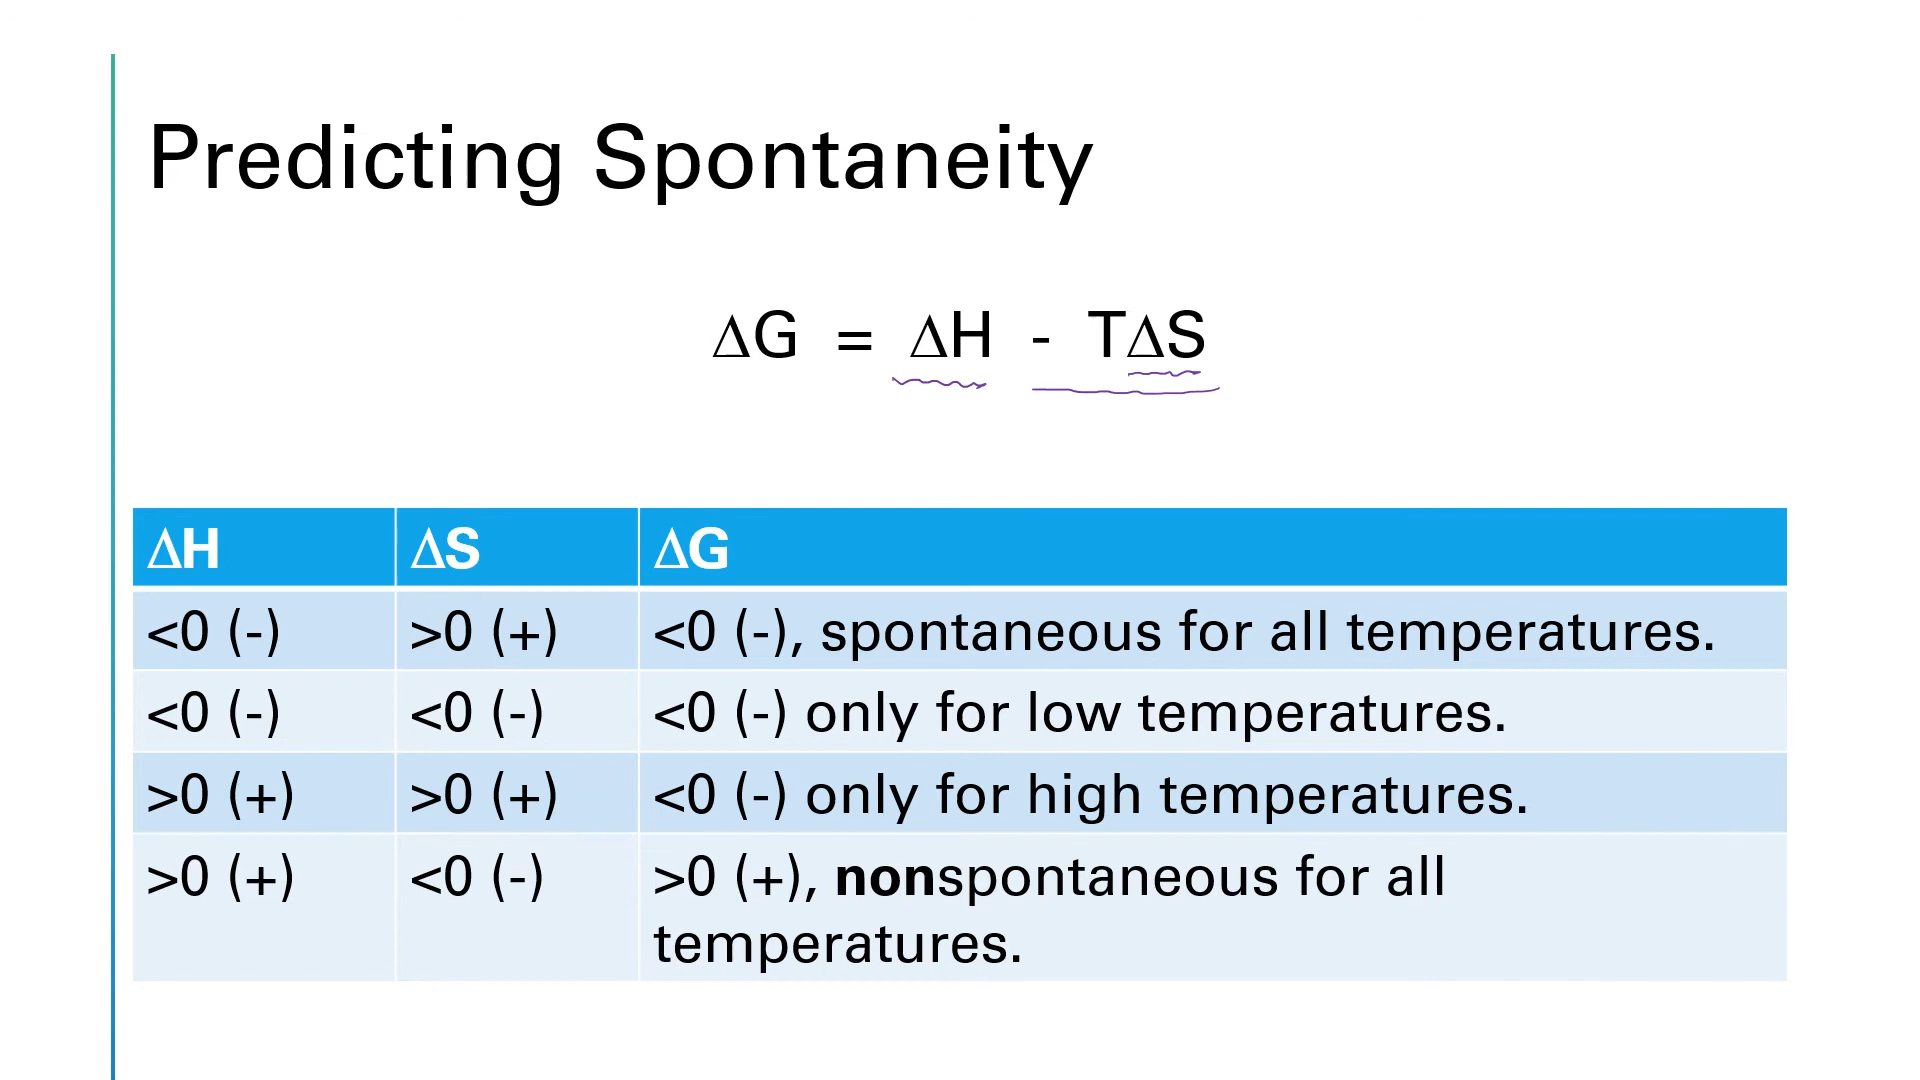 Predicting Spontaneity
ΔG = ΔH - TΔS
ΔH ΔS ΔG
<0 (-) >0 (+) <0 (-), spontaneous for all temperatures.
<0 (-) <0 (-) <0 (-) only for low temperatures.
>0 (+) >0 (+) <0 (-) only for high temperatures.
>0 (+) <0 (-) >0 (+), nonspontaneous for all
temperatures.